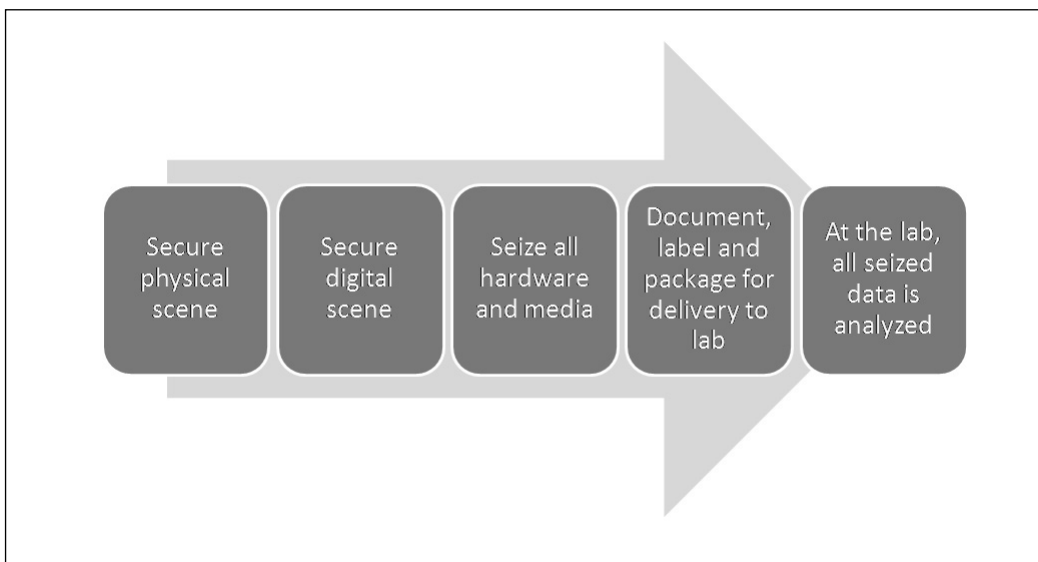 Secure
physical
scene
Secure
digital
scene
Seize all
hardware
and media
Document,
label and
package for
delivery to
lab
At the lab,
all seized
data is
analyzed